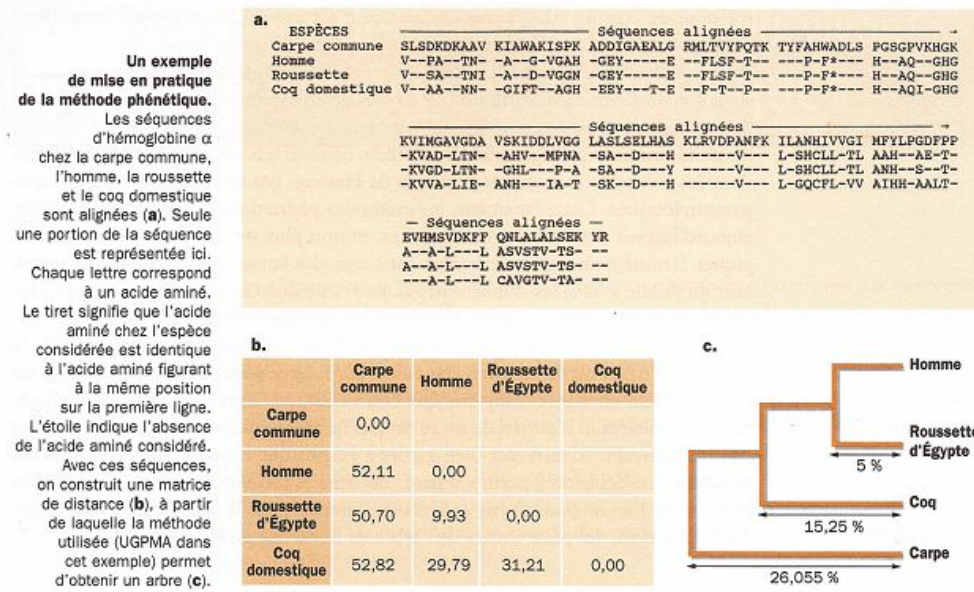 Un exemple
de mise en pratique
de la méthode phénétique.
Les séquences
d'hémoglobine α
chez la carpe commune,
l'homme, la roussette
et le coq domestique
sont alignées (a). Seule
une portion de la séquence
est représentée ici.
Chaque lettre correspond
à un acide aminé.
Le tiret signifie que l'acide
aminé chez l'espèce
considérée est identique
à l'acide aminé figurant
à la même position
sur la première ligne.
L'étoile indique l'absence
de l'acide aminé considéré.
Avec ces séquences,
on construit une matrice
de distance (b), à partir
de laquelle la méthode
utilisée (UGPMA dans
cet exemple) permet
d'obtenir un arbre (c).
a.
ESPÈCES Séquences alignées
Carpe commune SLSDKDKAAV KIAWAKISPK ADDIGAEALG RMLTVYPQTK TYFAHWADLS PGSGPVKHGK
Homme V--PA--TN- -A--G-VGAH -GEY-----E --FLSF-T-- ----P-F*-- H--AQ--GHG
Roussette V--SA--TNI -A--D-VGGN -GEY-----E --FLSF-T-- ----P-F*-- H--AQ--GHG
Coq domestique V--AA--NN- -GIFT--AGH -EEY---T-E --F-T-P--- ----P-F*-- H--AQI-GHG
Séquences alignées
KVIMGAVGDA VSKIDDLVGG LASLSELHAS KLRVDPANFK ILANHIVVGI MFYLPGDFPP
-KVAD-LTN- --AHV--MPNA -SA--D---- -----V---- L-SHCLL-TL AAH--AE-T-
-KVGD-LTN- --GHL---P-A -SA--D---- -----V---- L-SHCLL-TL ANH--S--T-
-KVVA-LIE- ANH---IA-T -SK--D--H- -----V---- L-GQCFL-VV AIHH-AALT-
Séquences alignées
EVHMSVDKFF QNLALALSEK YR
A--A-L---L ASVSTV-TS- --
A--A-L---L ASVSTV-TS- --
A--A-L---L CAVGTV-TA- --
b.
Carpe commune Homme Roussette d'Égypte Coq domestique
Carpe commune 0,00
Homme 52,11 0,00
Roussette d'Égypte 50,70 9,93 0,00
Coq domestique 52,82 29,79 31,21 0,00
c.
Homme
Roussette
d'Égypte
5 %
Coq
15,25 %
Carpe
26,055 %